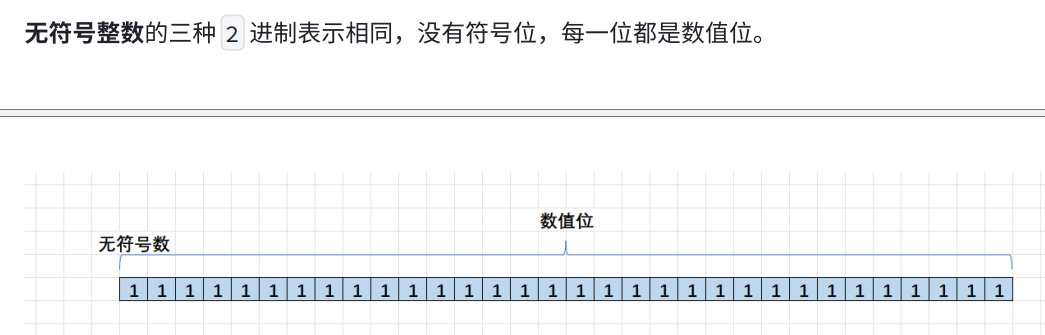 无符号整数的三种 2 进制表示相同，没有符号位，每一位都是数值位。
数值位
无符号数
1 1 1 1 1 1 1 1 1 1 1 1 1 1 1 1 1 1 1 1 1 1 1 1 1 1 1 1 1 1 1 1